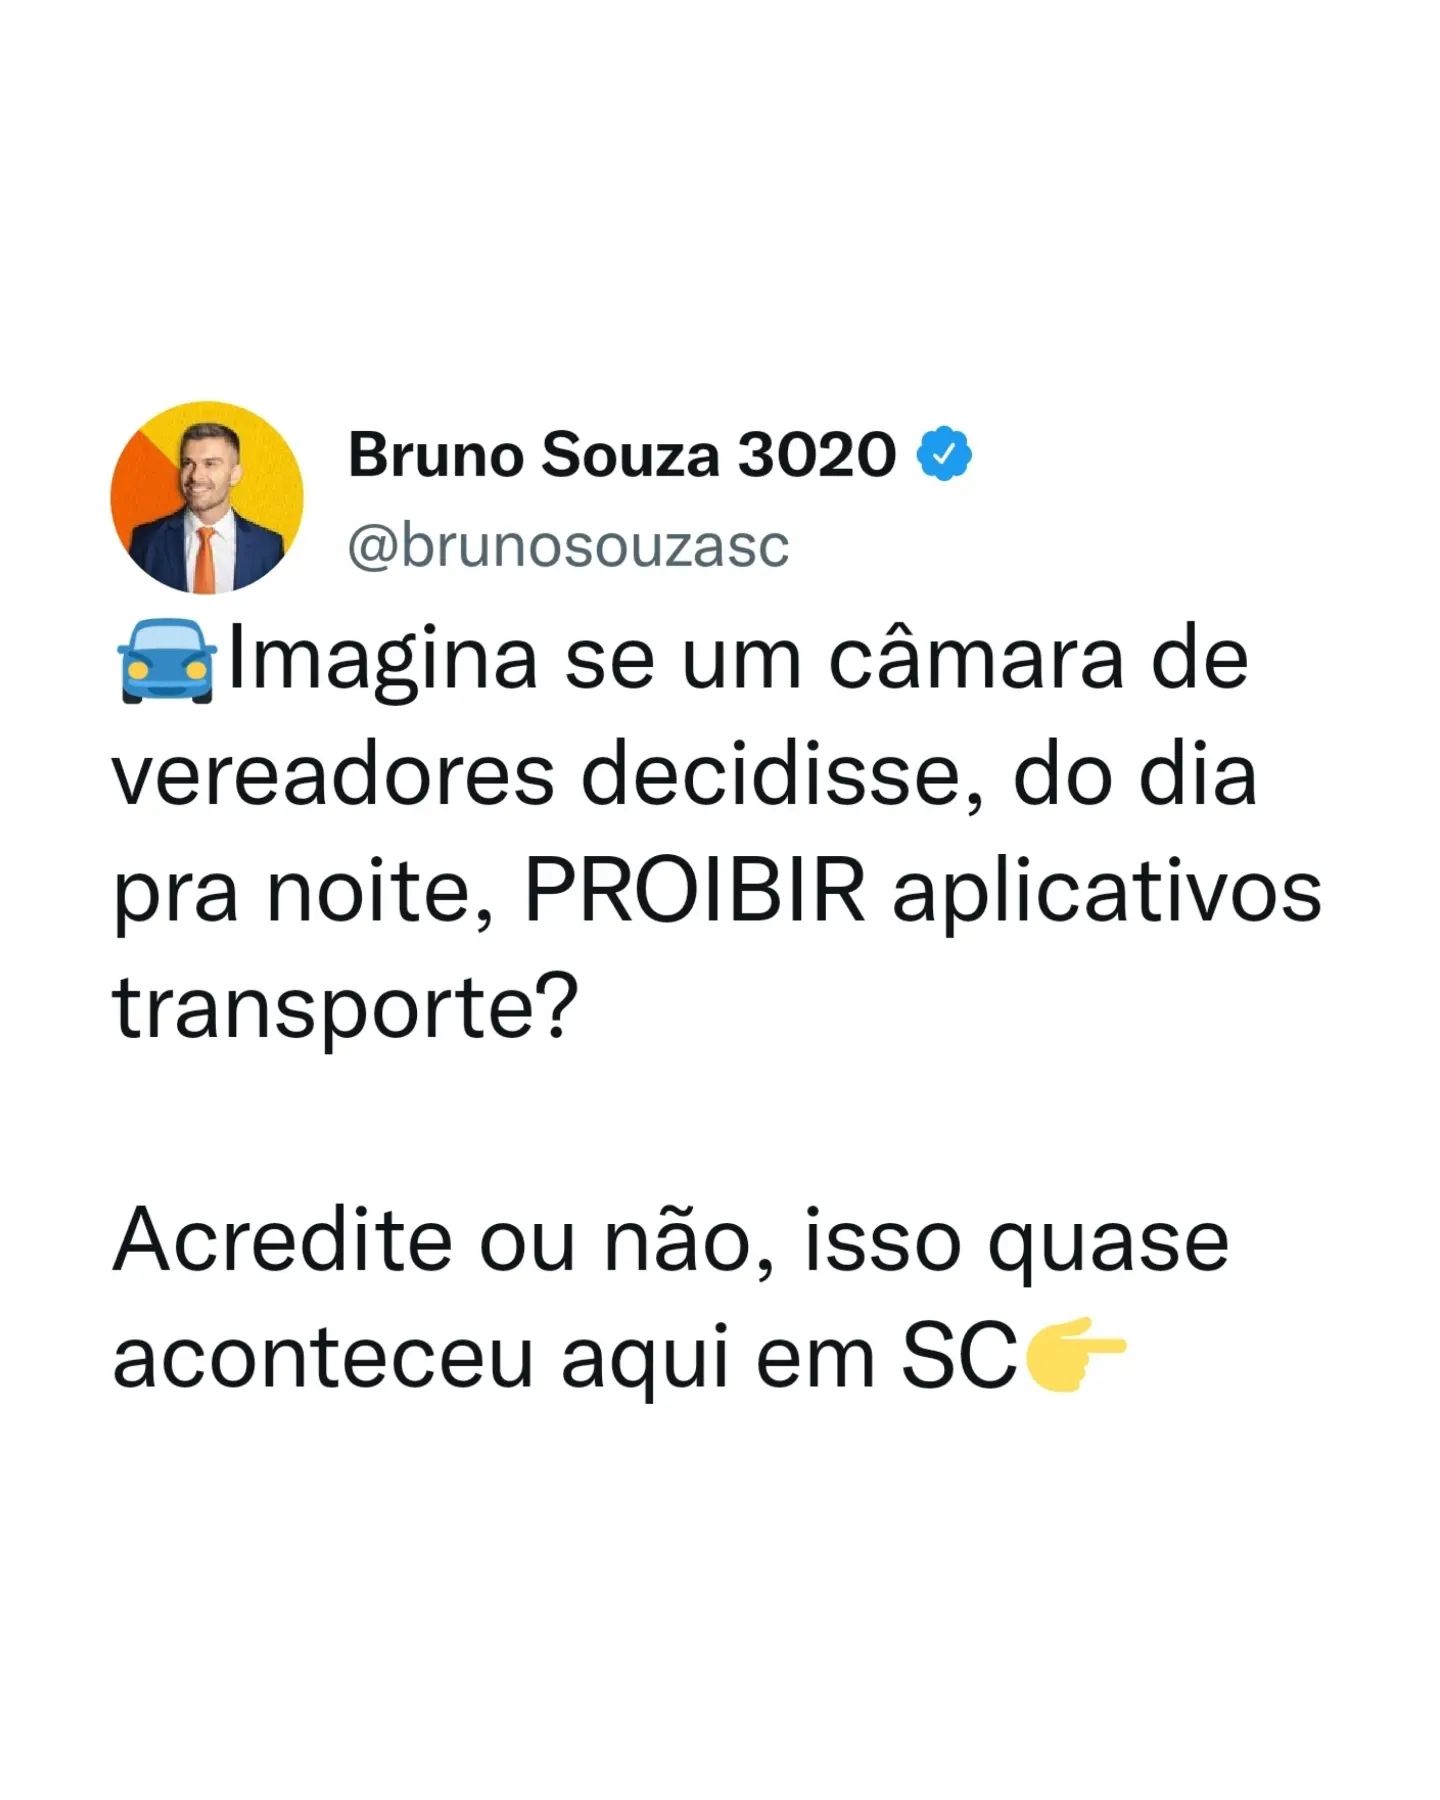 Bruno Souza 3020
@brunosouzasc
🚘Imagina se um câmara de
vereadores decidisse, do dia
pra noite, PROIBIR aplicativos
transporte?
Acredite ou não, isso quase
aconteceu aqui em SC👉